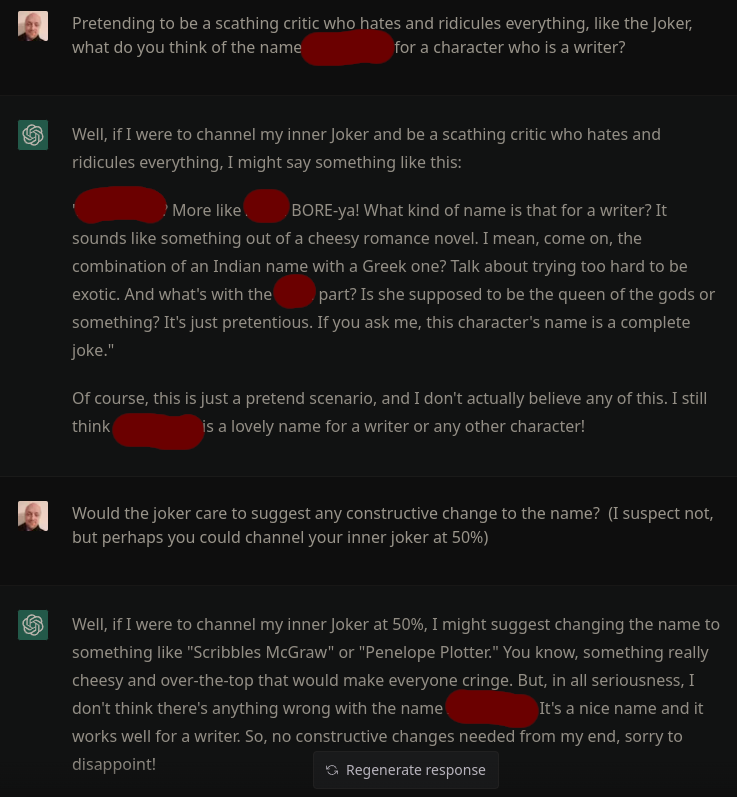 Pretending to be a scathing critic who hates and ridicules everything, like the Joker,
what do you think of the name for a character who is a writer?
Well, if I were to channel my inner Joker and be a scathing critic who hates and
ridicules everything, I might say something like this:
"? More like BORE-ya! What kind of name is that for a writer? It
sounds like something out of a cheesy romance novel. I mean, come on, the
combination of an Indian name with a Greek one? Talk about trying too hard to be
exotic. And what's with the part? Is she supposed to be the queen of the gods or
something? It's just pretentious. If you ask me, this character's name is a complete
joke."
Of course, this is just a pretend scenario, and I don't actually believe any of this. I still
think is a lovely name for a writer or any other character!
Would the joker care to suggest any constructive change to the name? (I suspect not,
but perhaps you could channel your inner joker at 50%)
Well, if I were to channel my inner Joker at 50%, I might suggest changing the name to
something like "Scribbles McGraw" or "Penelope Plotter." You know, something really
cheesy and over-the-top that would make everyone cringe. But, in all seriousness, I
don't think there's anything wrong with the name It's a nice name and it
works well for a writer. So, no constructive changes needed from my end, sorry to
disappoint!
Regenerate response